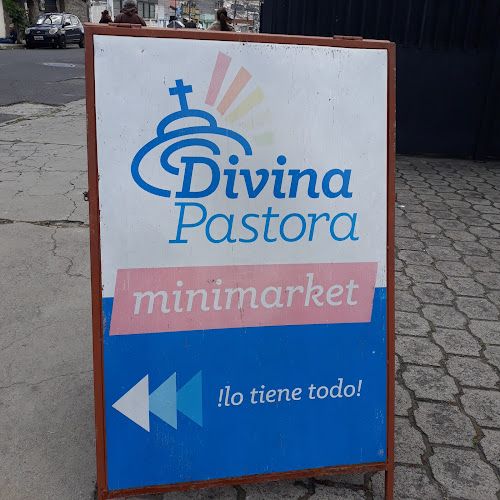 Divina
Pastora
minimarket
!lo tiene todo!